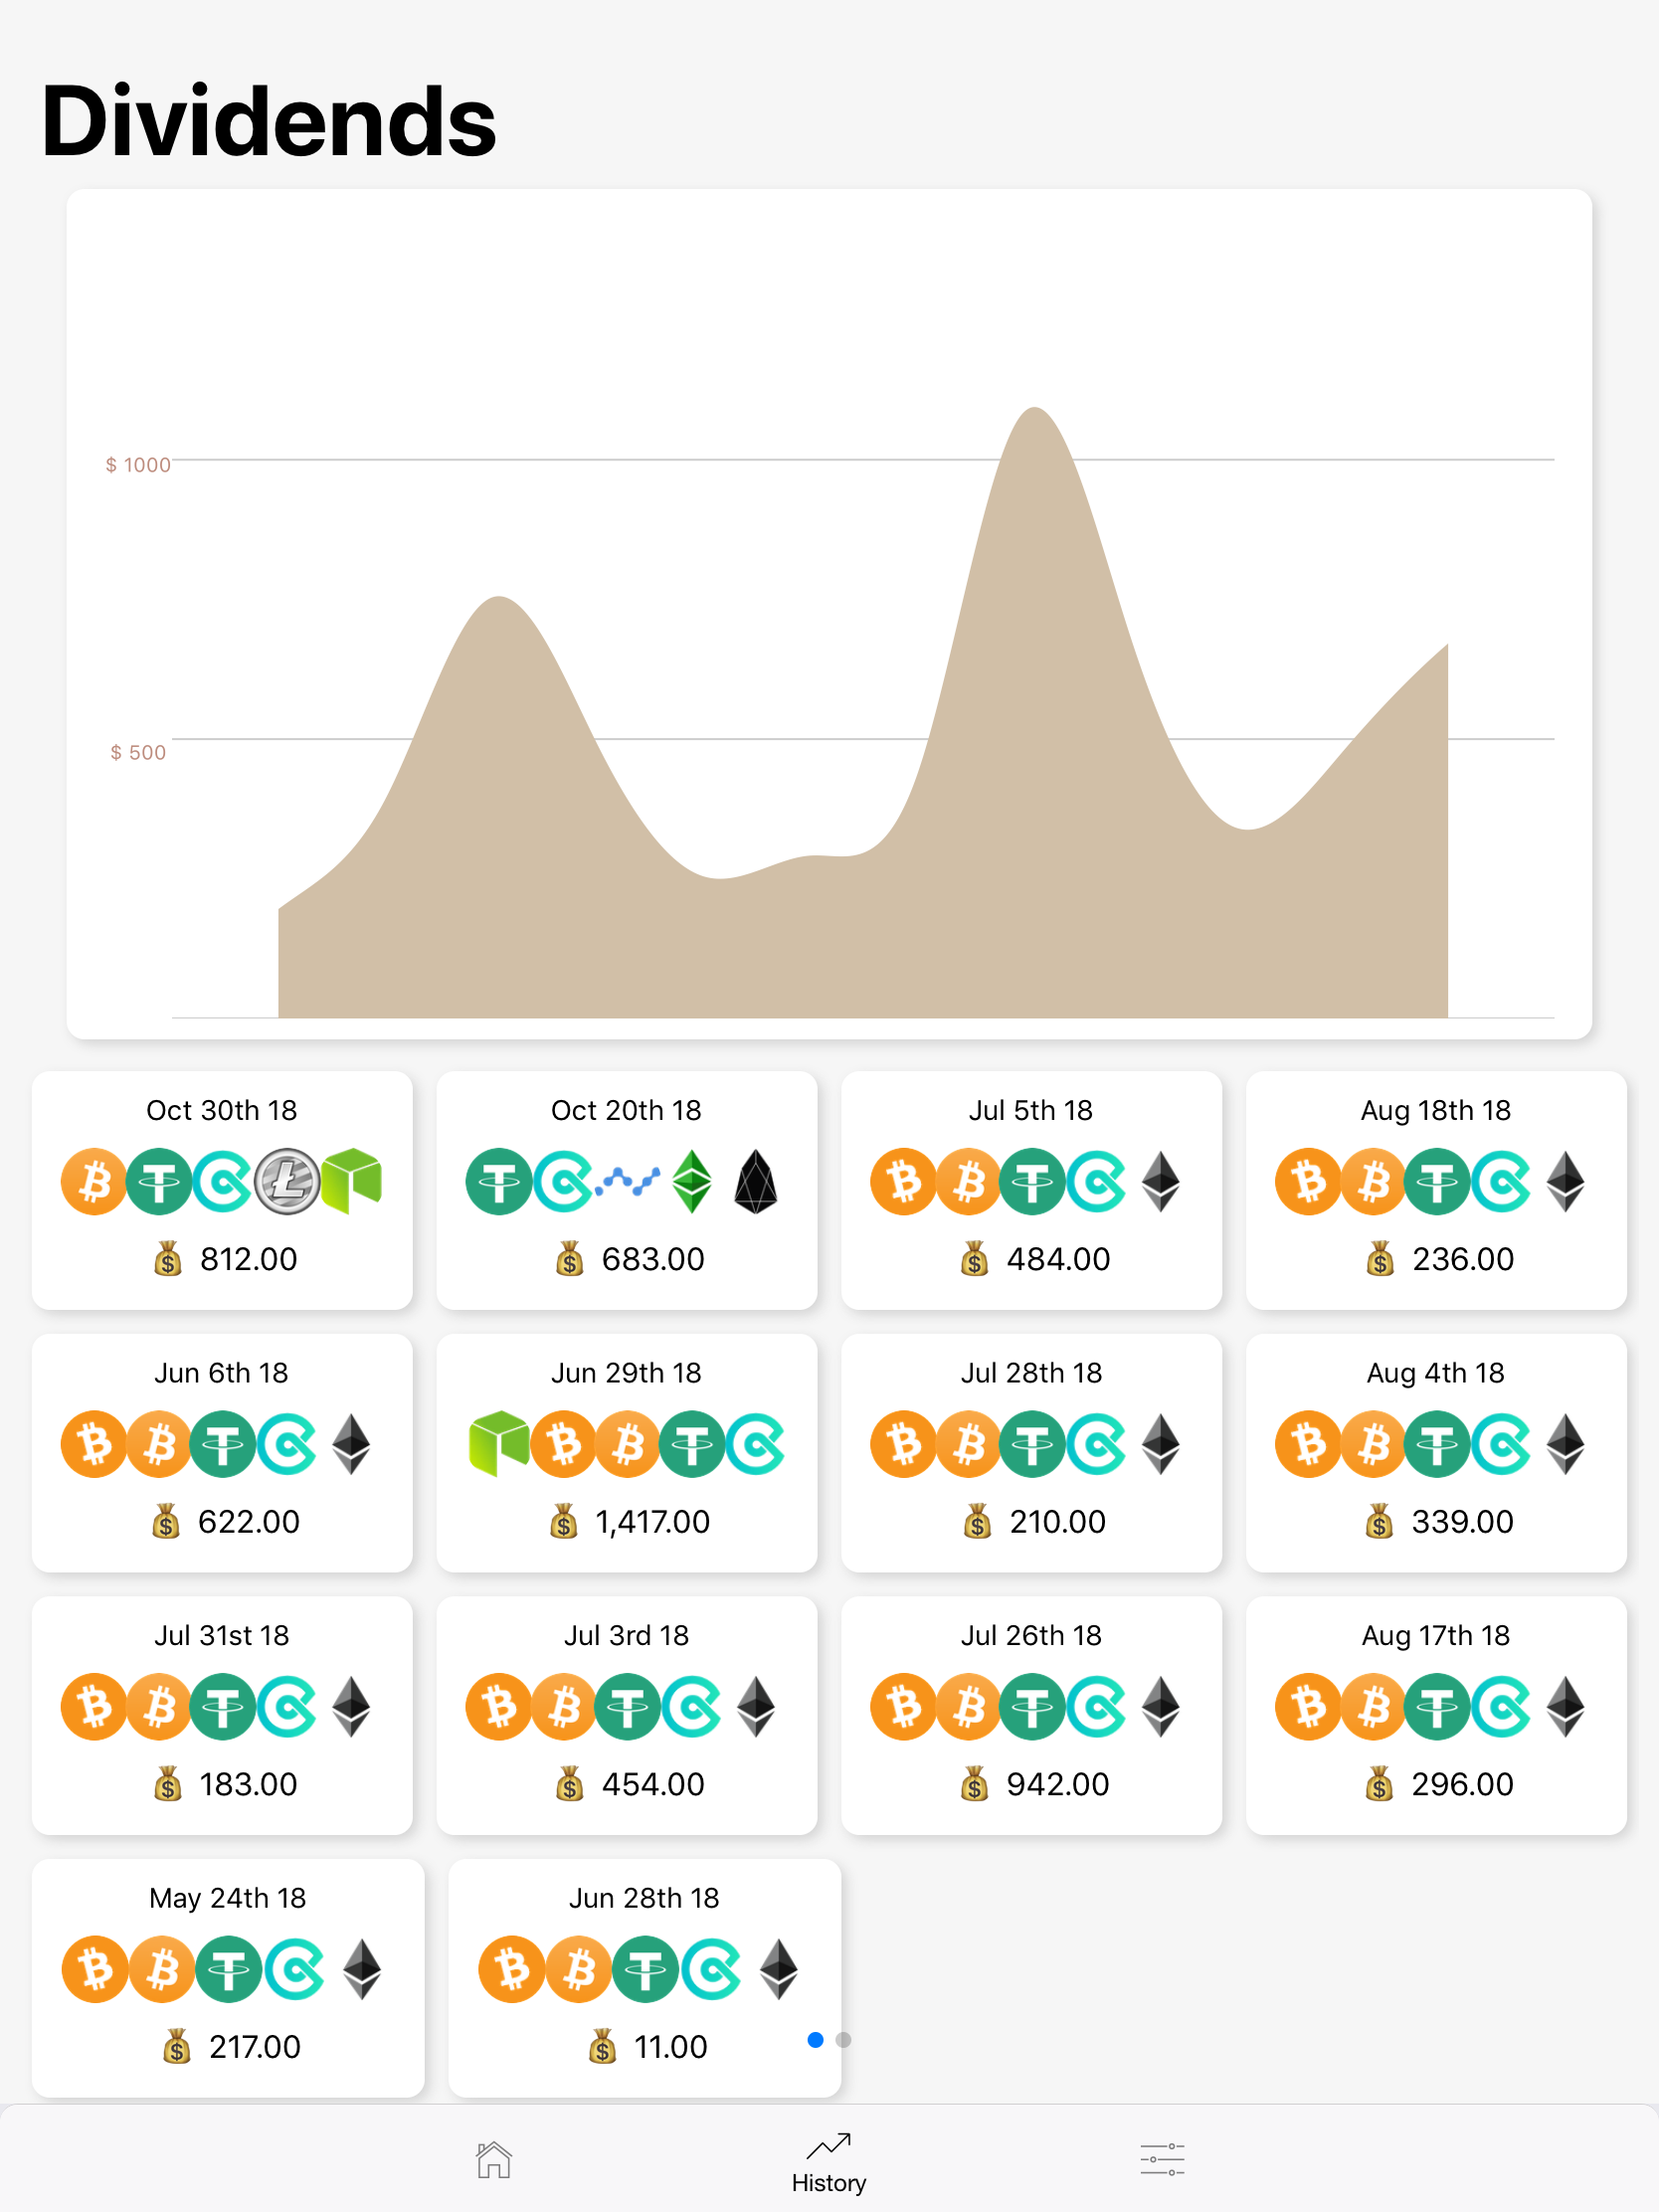 Dividends
$ 1000
$ 500
Oct 30th 18
812.00
Oct 20th 18
683.00
Jul 5th 18
484.00
Aug 18th 18
236.00
Jun 6th 18
622.00
Jun 29th 18
1,417.00
Jul 28th 18
210.00
Aug 4th 18
339.00
Jul 31st 18
183.00
Jul 3rd 18
454.00
Jul 26th 18
942.00
Aug 17th 18
296.00
May 24th 18
217.00
Jun 28th 18
11.00
History